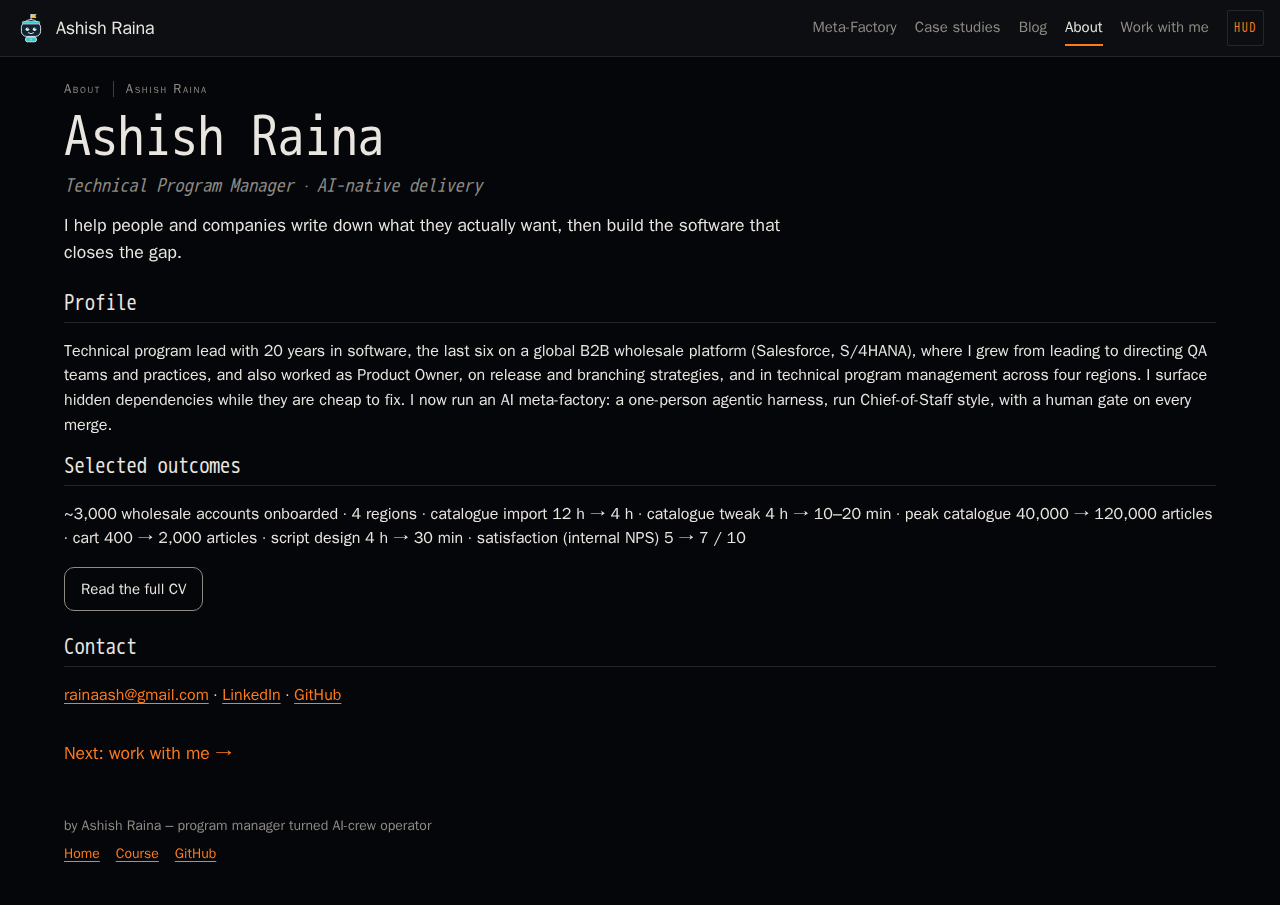 Ashish Raina
Meta-Factory
Case studies
Blog
About
Work with me
HUD
About | Ashish Raina
Ashish Raina
Technical Program Manager · AI-native delivery
I help people and companies write down what they actually want, then build the software that
closes the gap.
Profile
Technical program lead with 20 years in software, the last six on a global B2B wholesale platform (Salesforce, S/4HANA), where I grew from leading to directing QA
teams and practices, and also worked as Product Owner, on release and branching strategies, and in technical program management across four regions. I surface
hidden dependencies while they are cheap to fix. I now run an AI meta-factory: a one-person agentic harness, run Chief-of-Staff style, with a human gate on every
merge.
Selected outcomes
~3,000 wholesale accounts onboarded · 4 regions · catalogue import 12 h → 4 h · catalogue tweak 4 h → 10–20 min · peak catalogue 40,000 → 120,000 articles
· cart 400 → 2,000 articles · script design 4 h → 30 min · satisfaction (internal NPS) 5 → 7 / 10
Read the full CV
Contact
rainaash@gmail.com · LinkedIn · GitHub
Next: work with me →
by Ashish Raina – program manager turned AI-crew operator
Home Course GitHub